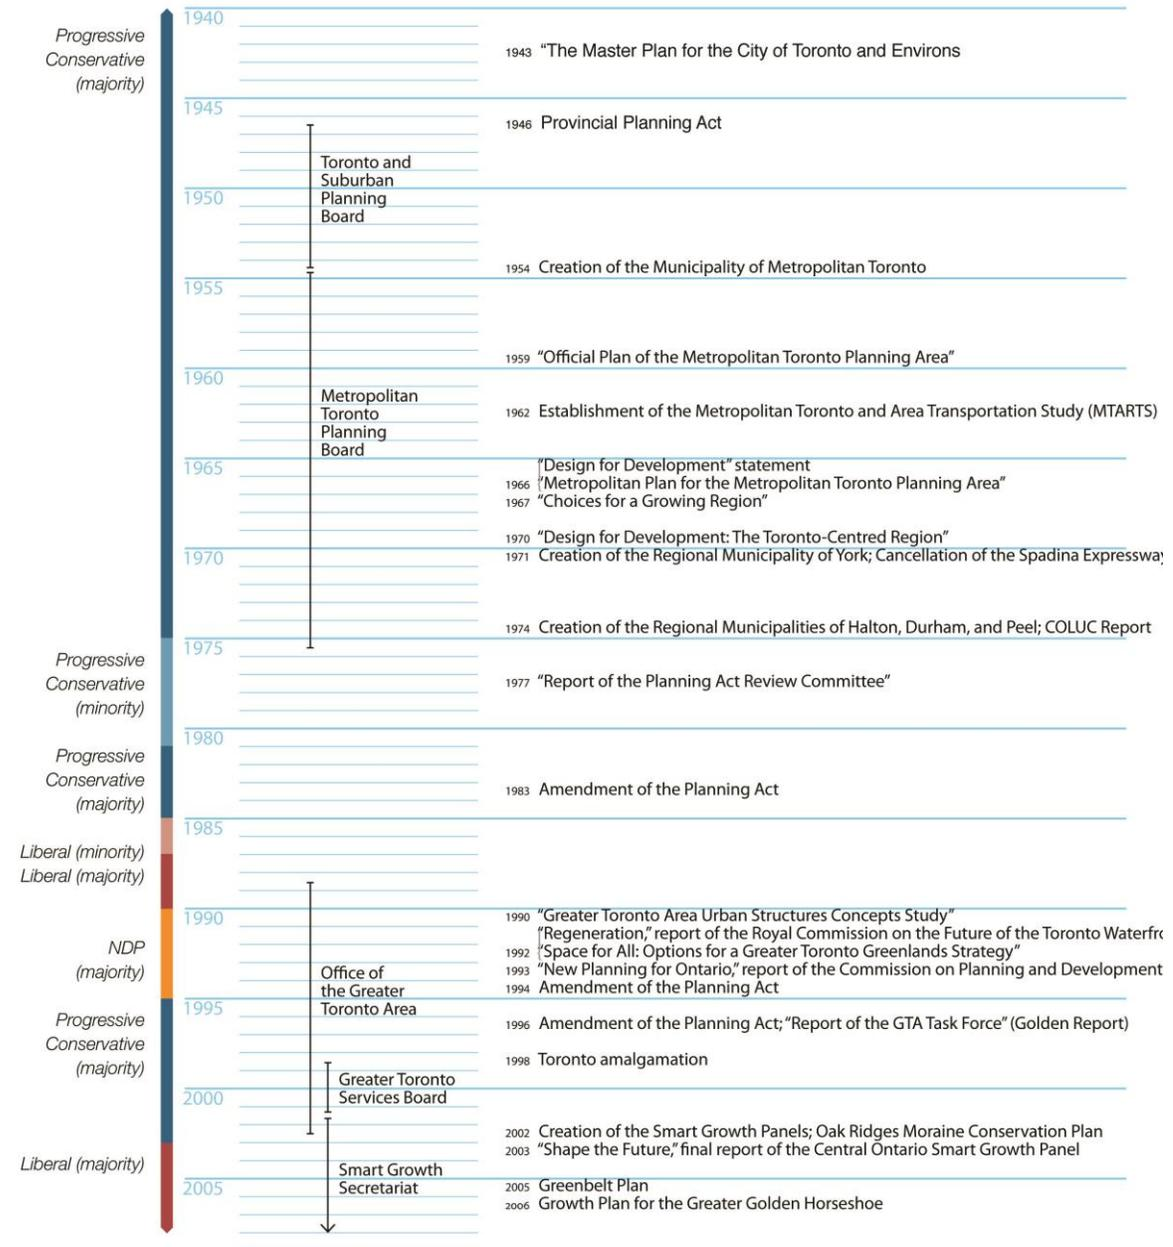 1940
Progressive
Conservative
(majority)
1943 “The Master Plan for the City of Toronto and Environs
1945
1946 Provincial Planning Act
Toronto and
Suburban
Planning
Board
1950
1954 Creation of the Municipality of Metropolitan Toronto
1955
1959 “Official Plan of the Metropolitan Toronto Planning Area”
1960
Metropolitan
Toronto
Planning
Board
1962 Establishment of the Metropolitan Toronto and Area Transportation Study (MTARTS)
1965
“Design for Development” statement
1966 “Metropolitan Plan for the Metropolitan Toronto Planning Area”
1967 “Choices for a Growing Region”
1970 “Design for Development: The Toronto-Centred Region”
1970
1971 Creation of the Regional Municipality of York; Cancellation of the Spadina Expressway
1974 Creation of the Regional Municipalities of Halton, Durham, and Peel; COLUC Report
1975
Progressive
Conservative
(minority)
1977 “Report of the Planning Act Review Committee”
1980
Progressive
Conservative
(majority)
1983 Amendment of the Planning Act
1985
Liberal (minority)
Liberal (majority)
1990
1990 “Greater Toronto Area Urban Structures Concepts Study”
“Regeneration,” report of the Royal Commission on the Future of the Toronto Waterfro
1992 “Space for All: Options for a Greater Toronto Greenlands Strategy”
NDP
(majority)
1993 “New Planning for Ontario,” report of the Commission on Planning and Development
1994 Amendment of the Planning Act
Office of
the Greater
Toronto Area
1995
Progressive
Conservative
(majority)
1996 Amendment of the Planning Act; “Report of the GTA Task Force” (Golden Report)
1998 Toronto amalgamation
Greater Toronto
Services Board
2000
2002 Creation of the Smart Growth Panels; Oak Ridges Moraine Conservation Plan
2003 “Shape the Future,” final report of the Central Ontario Smart Growth Panel
Liberal (majority)
Smart Growth
Secretariat
2005
2005 Greenbelt Plan
2006 Growth Plan for the Greater Golden Horseshoe